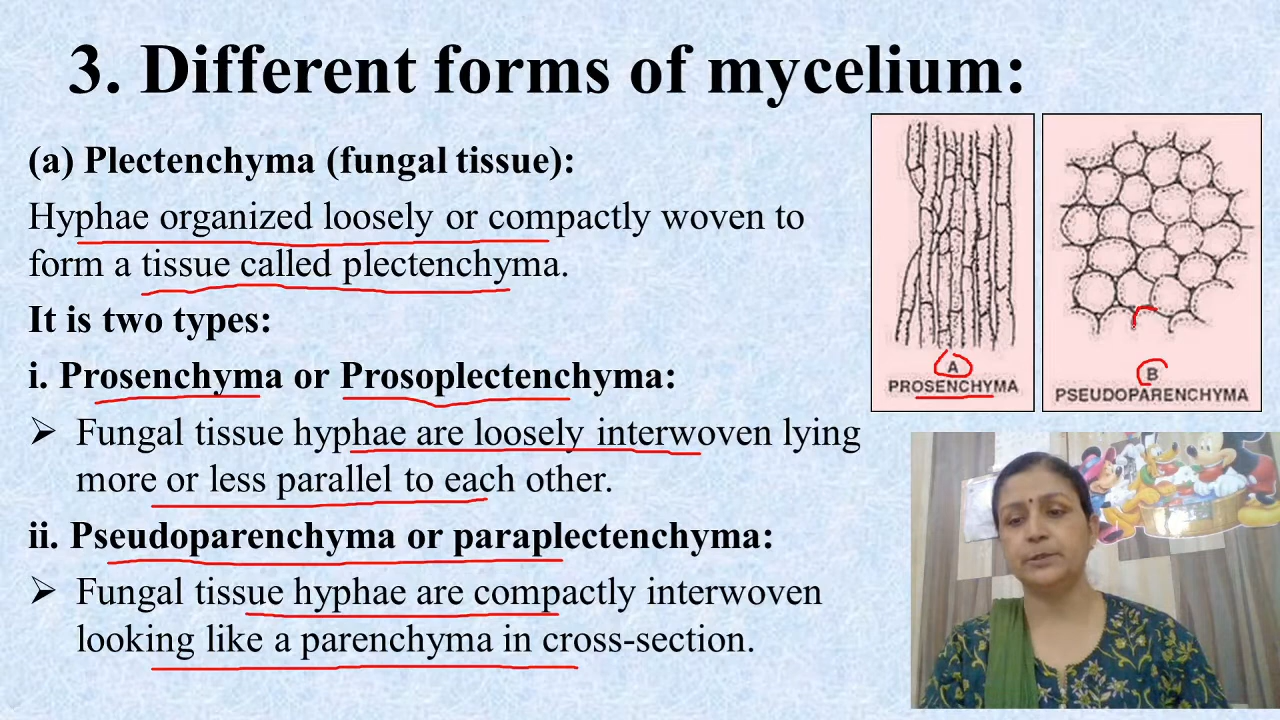 3. Different forms of mycelium:
(a) Plectenchyma (fungal tissue):
Hyphae organized loosely or compactly woven to
form a tissue called plectenchyma.
It is two types:
i. Prosenchyma or Prosoplectenchyma:
➢ Fungal tissue hyphae are loosely interwoven lying
more or less parallel to each other.
ii. Pseudoparenchyma or paraplectenchyma:
➢ Fungal tissue hyphae are compactly interwoven
looking like a parenchyma in cross-section.
A
PROSENCHYMA
B
PSEUDOPARENCHYMA